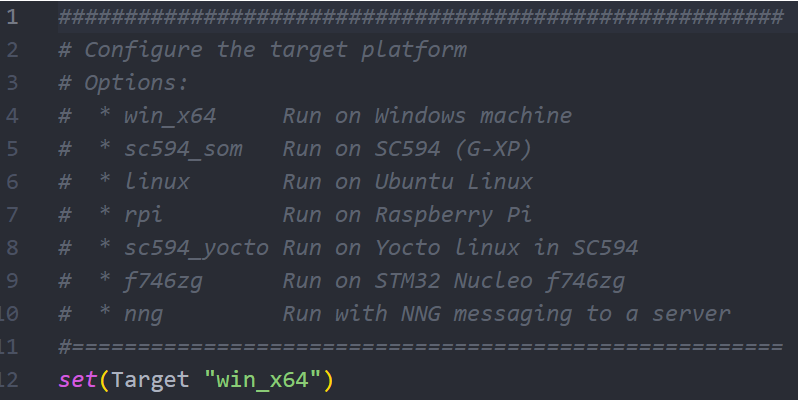 1 #######################################################
2 # Configure the target platform
3 # Options:
4 #  * win_x64     Run on Windows machine
5 #  * sc594_som   Run on SC594 (G-XP)
6 #  * linux       Run on Ubuntu Linux
7 #  * rpi         Run on Raspberry Pi
8 #  * sc594_yocto Run on Yocto linux in SC594
9 #  * f746zg      Run on STM32 Nucleo f746zg
10 #  * nng         Run with NNG messaging to a server
11 #======================================================
12 set(Target "win_x64")